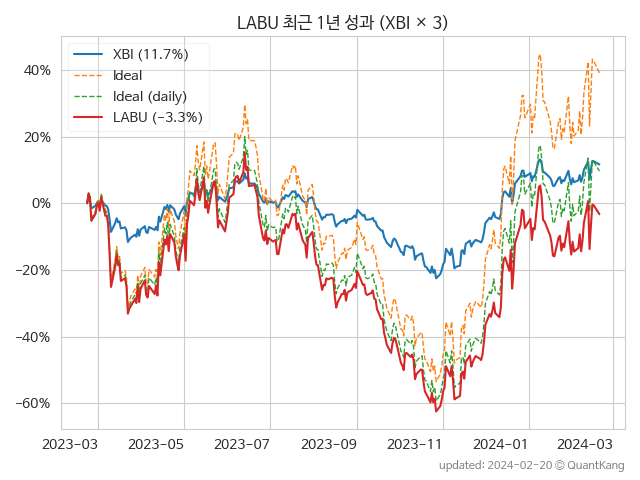 LABU 최근 1년 성과 (XBI × 3)
XBI (11.7%)
Ideal
Ideal (daily)
LABU (−3.3%)
40%
20%
0%
−20%
−40%
−60%
2023-03 2023-05 2023-07 2023-09 2023-11 2024-01 2024-03
updated: 2024-02-20 ⓒ QuantKang